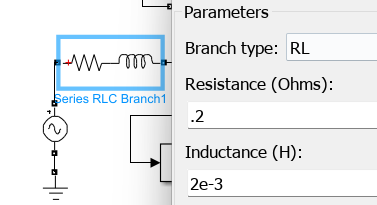 Parameters
Branch type: RL
Resistance (Ohms):
.2
Inductance (H):
2e-3
Series RLC Branch1